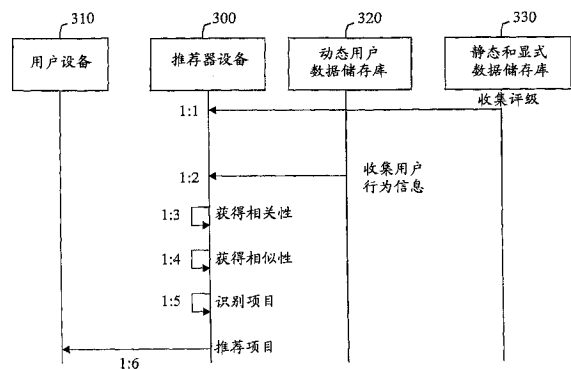 310
300
320
330
用户设备
推荐器设备
动态用户
数据储存库
静态和显式
数据储存库
收集评级
1:1
收集用户
行为信息
1:2
1:3
获得相关性
1:4
获得相似性
1:5
识别项目
推荐项目
1:6